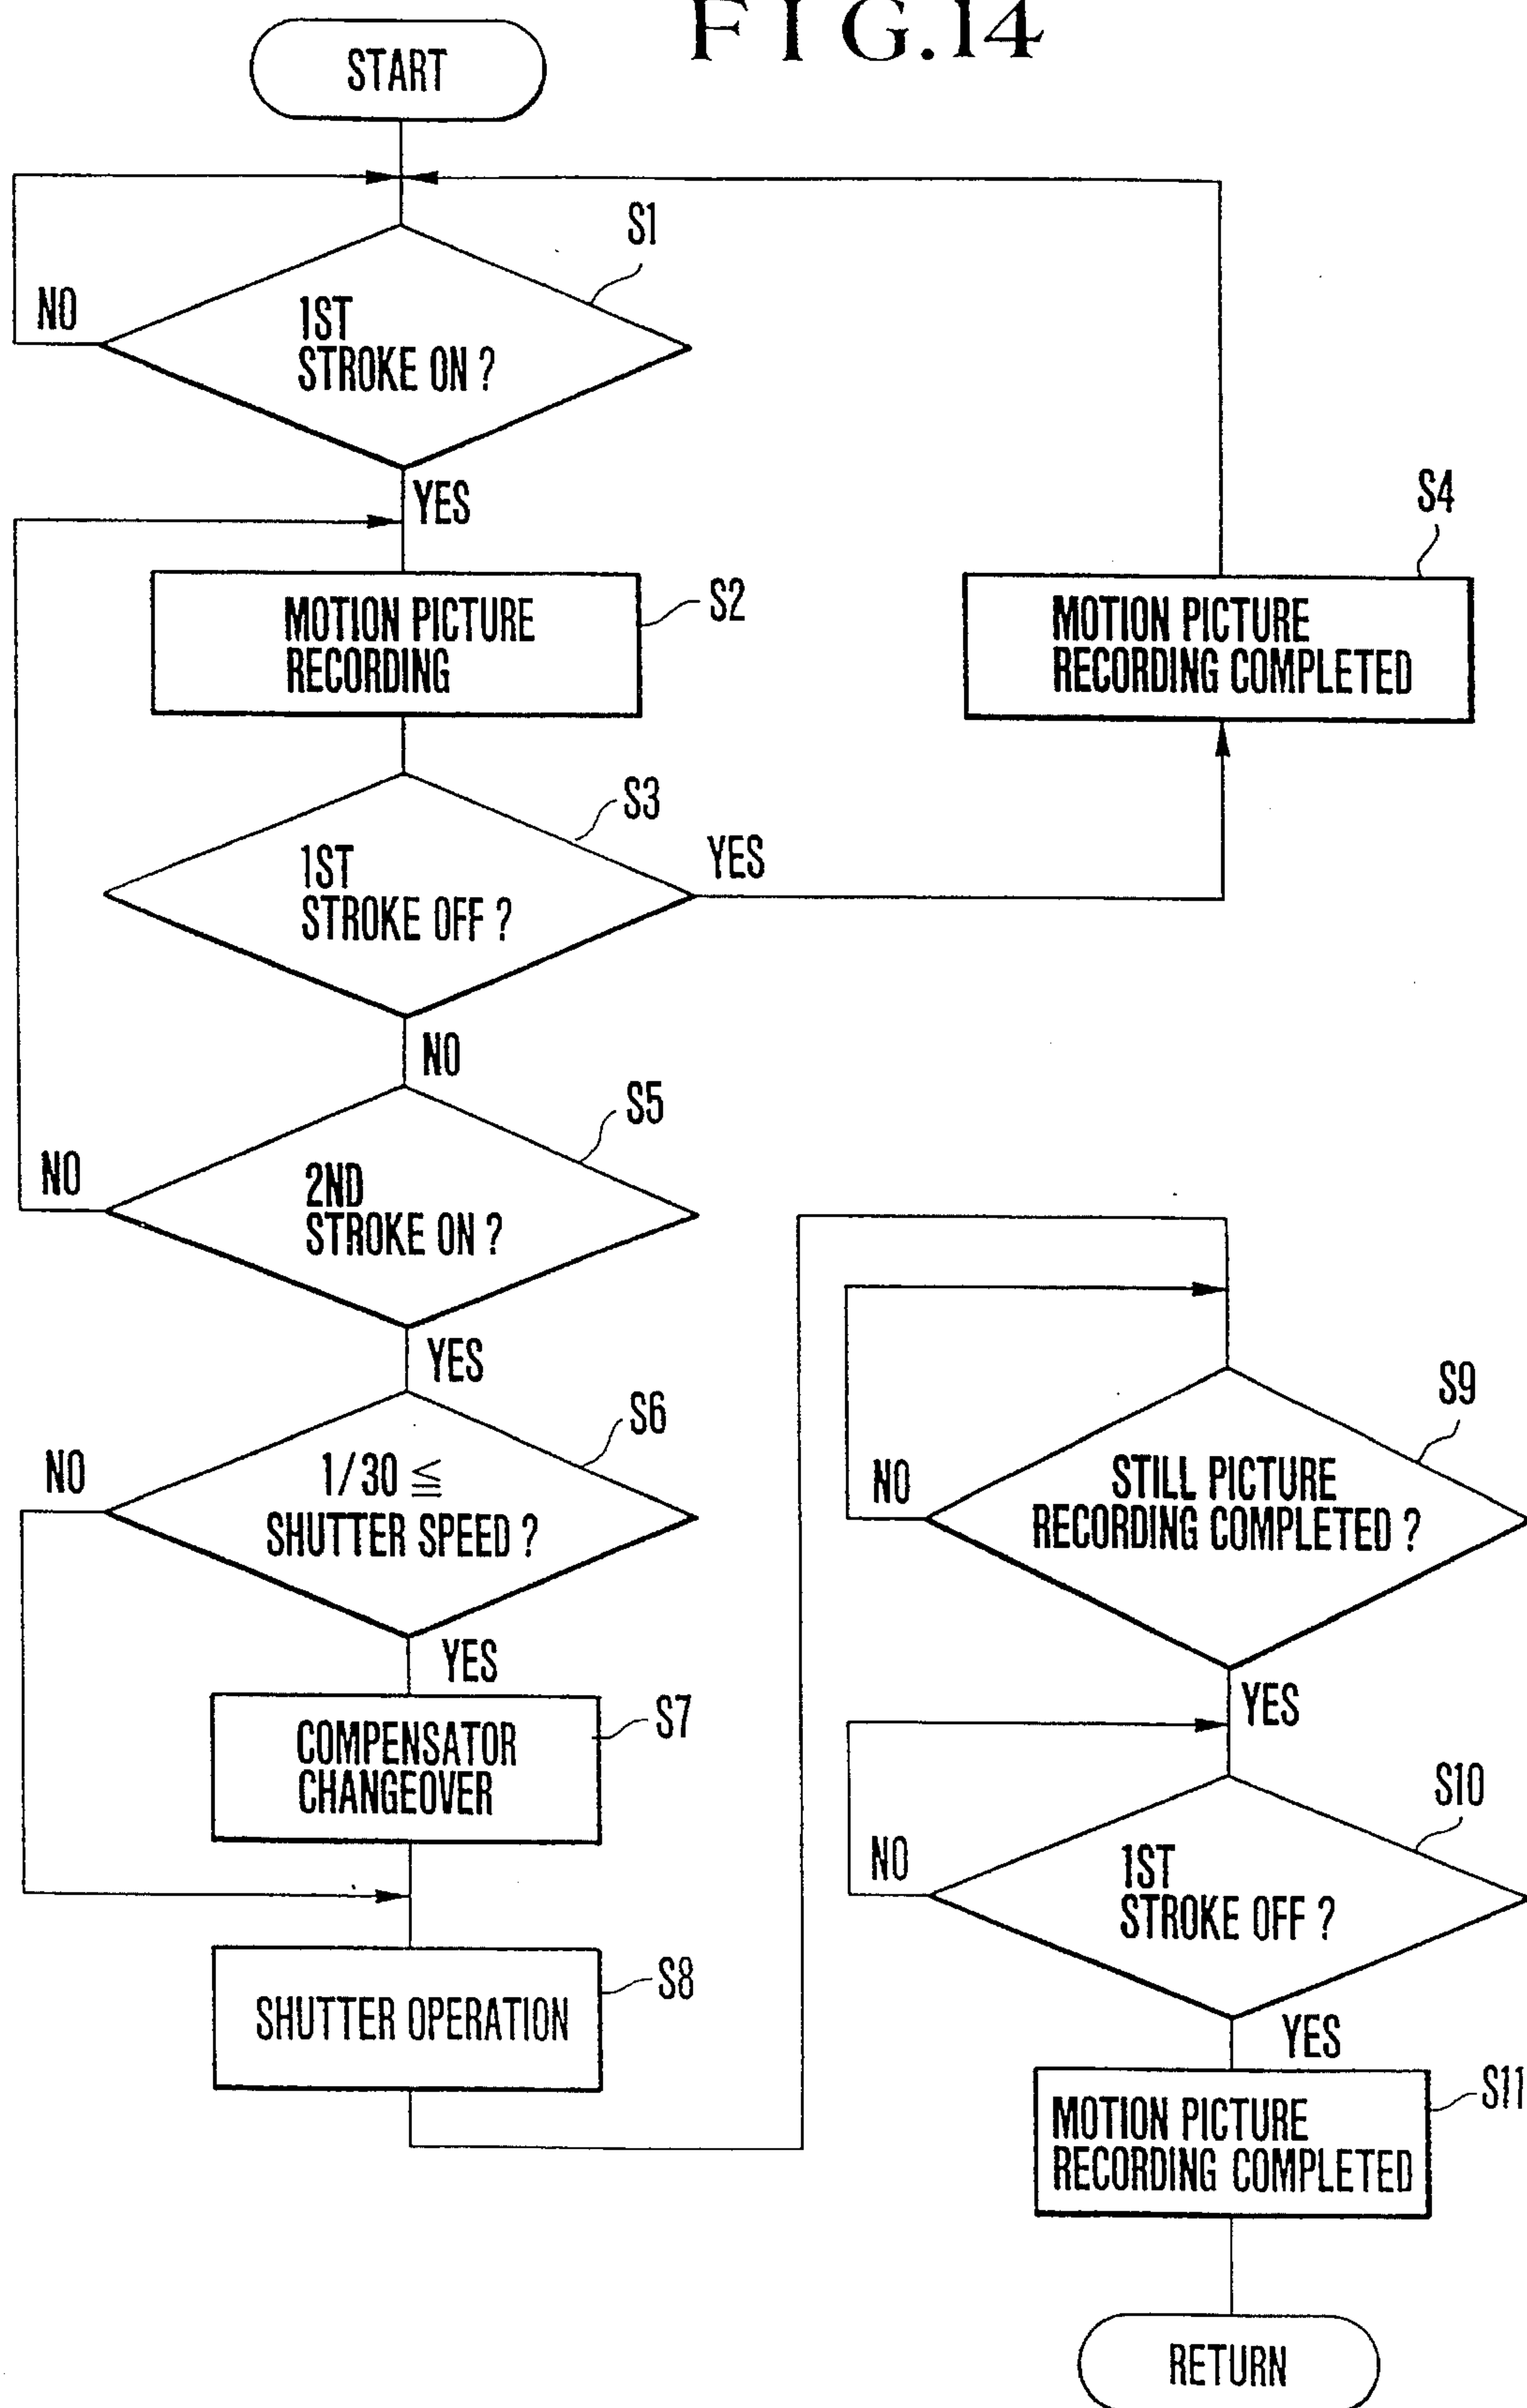 FIG.14
START
S1
NO
1ST
STROKE ON ?
YES
S2
MOTION PICTURE
RECORDING
S4
MOTION PICTURE
RECORDING COMPLETED
S3
1ST
STROKE OFF ?
YES
NO
S5
NO
2ND
STROKE ON ?
YES
S6
NO
1/30 ≦
SHUTTER SPEED ?
YES
S7
COMPENSATOR
CHANGEOVER
S8
SHUTTER OPERATION
S9
NO
STILL PICTURE
RECORDING COMPLETED ?
YES
S10
NO
1ST
STROKE OFF ?
YES
S11
MOTION PICTURE
RECORDING COMPLETED
RETURN